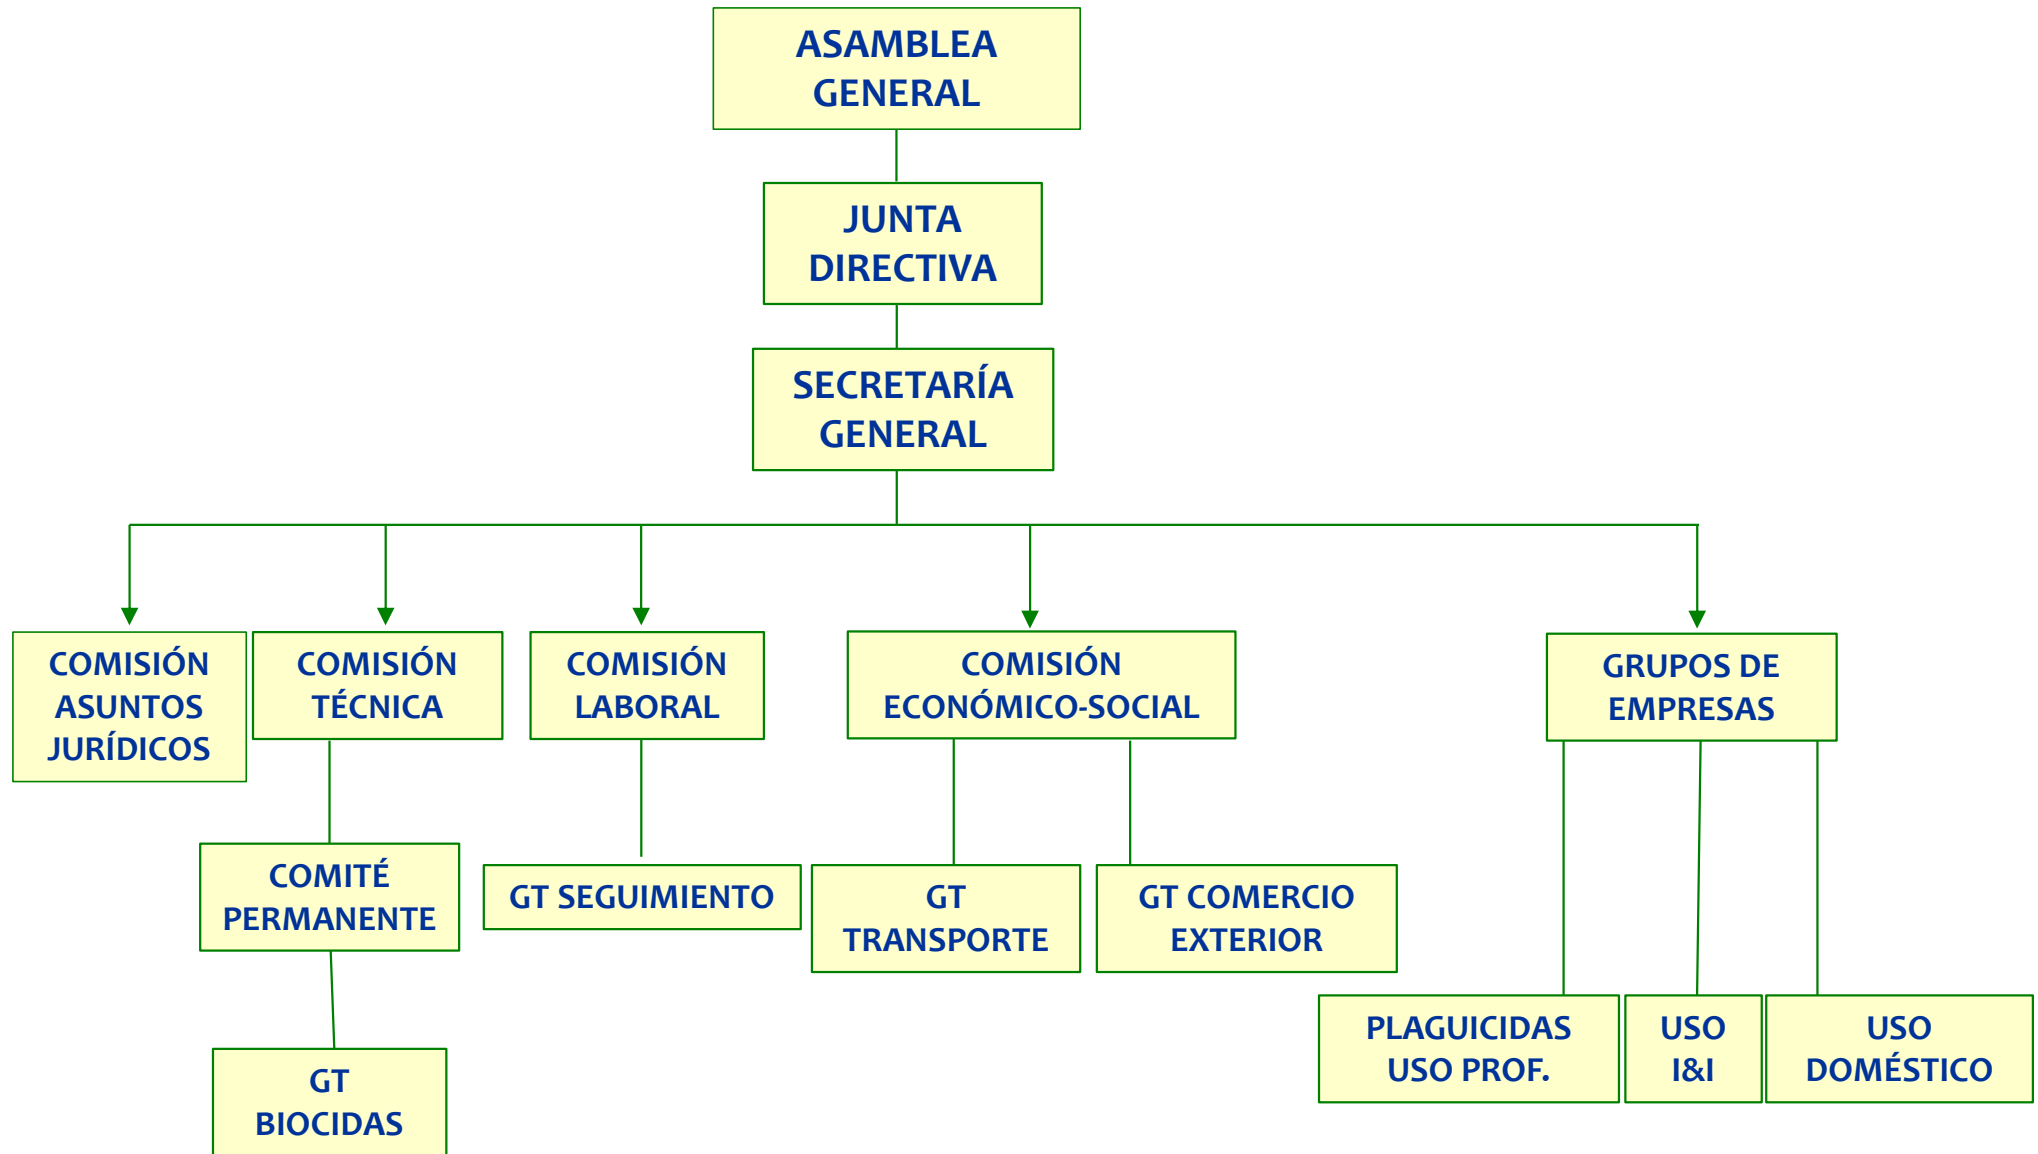 ASAMBLEA
GENERAL
JUNTA
DIRECTIVA
SECRETARÍA
GENERAL
COMISIÓN
ASUNTOS
JURÍDICOS
COMISIÓN
TÉCNICA
COMISIÓN
LABORAL
COMISIÓN
ECONÓMICO-SOCIAL
GRUPOS DE
EMPRESAS
COMITÉ
PERMANENTE
GT SEGUIMIENTO
GT
TRANSPORTE
GT COMERCIO
EXTERIOR
PLAGUICIDAS
USO PROF.
USO
I&I
USO
DOMÉSTICO
GT
BIOCIDAS